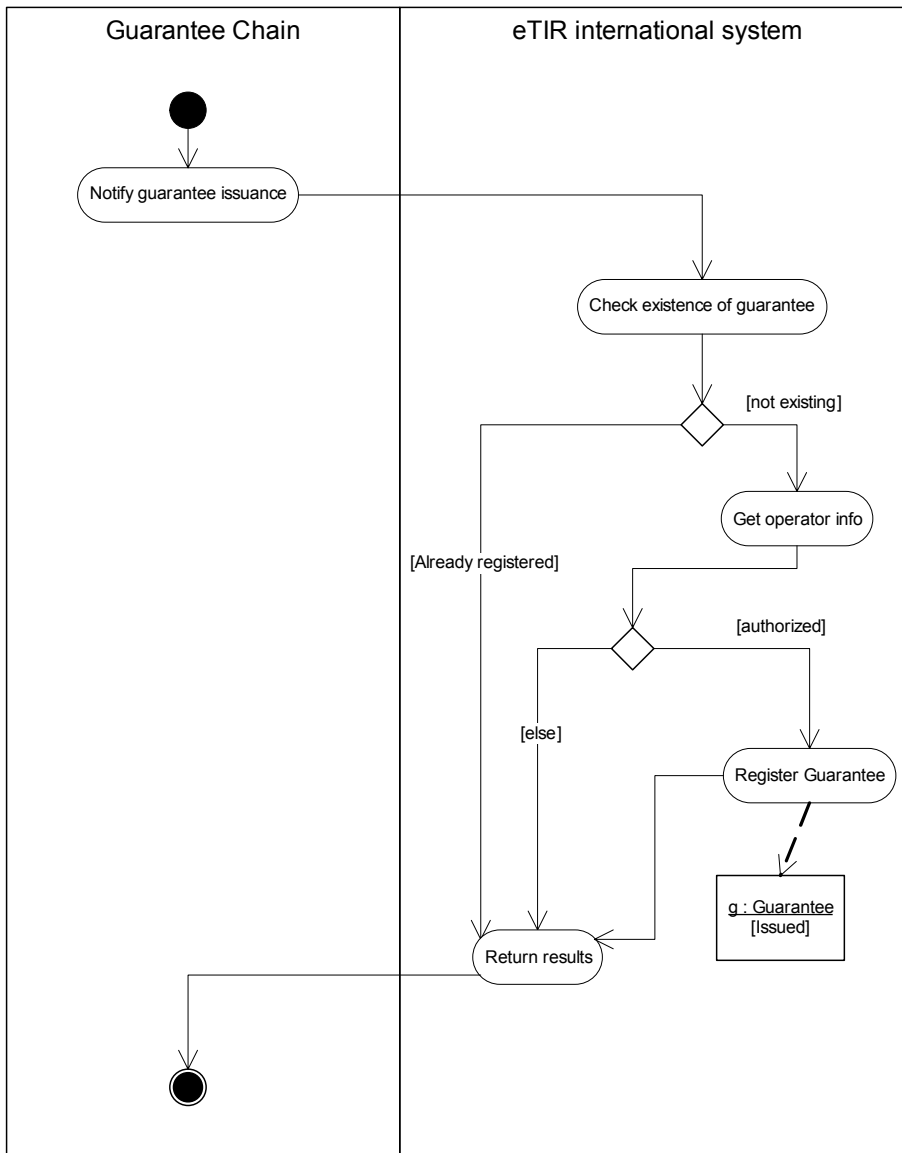 Guarantee Chain
eTIR international system
Notify guarantee issuance
Check existence of guarantee
[not existing]
Get operator info
[Already registered]
[authorized]
[else]
Register Guarantee
g : Guarantee
[Issued]
Return results